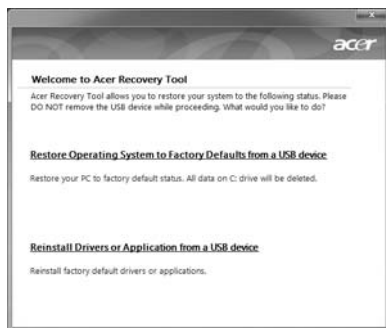 acer
Welcome to Acer Recovery Tool
Acer Recovery Tool allows you to restore your system to the following status. Please
DO NOT remove the USB device while proceeding. What would you like to do?
Restore Operating System to Factory Defaults from a USB device
Restore your PC to factory default status. All data on C: drive will be deleted.
Reinstall Drivers or Application from a USB device
Reinstall factory default drivers or applications.